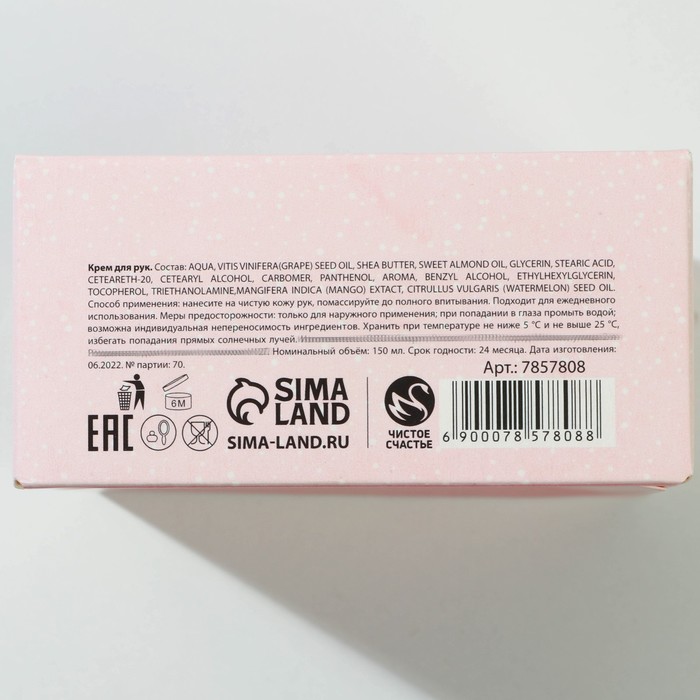 Крем для рук. Состав: AQUA, VITIS VINIFERA(GRAPE) SEED OIL, SHEA BUTTER, SWEET ALMOND OIL, GLYCERIN, STEARIC ACID,
CETEARETH-20, CETEARYL ALCOHOL, CARBOMER, PANTHENOL, AROMA, BENZYL ALCOHOL, ETHYLHEXYLGLYCERIN,
TOCOPHEROL, TRIETHANOLAMINE,MANGIFERA INDICA (MANGO) EXTACT, CITRULLUS VULGARIS (WATERMELON) SEED OIL.
Способ применения: нанесите на чистую кожу рук, помассируйте до полного впитывания. Подходит для ежедневного
использования. Меры предосторожности: только для наружного применения; при попадании в глаза промыть водой;
возможна индивидуальная непереносимость ингредиентов. Хранить при температуре не ниже 5 °C и не выше 25 °C,
избегать попадания прямых солнечных лучей.
Номинальный объём: 150 мл. Срок годности: 24 месяца. Дата изготовления:
06.2022. № партии: 70.
Арт.: 7857808
6M
EAC
SIMA
LAND
SIMA-LAND.RU
ЧИСТОЕ
СЧАСТЬЕ
6 900078 578088